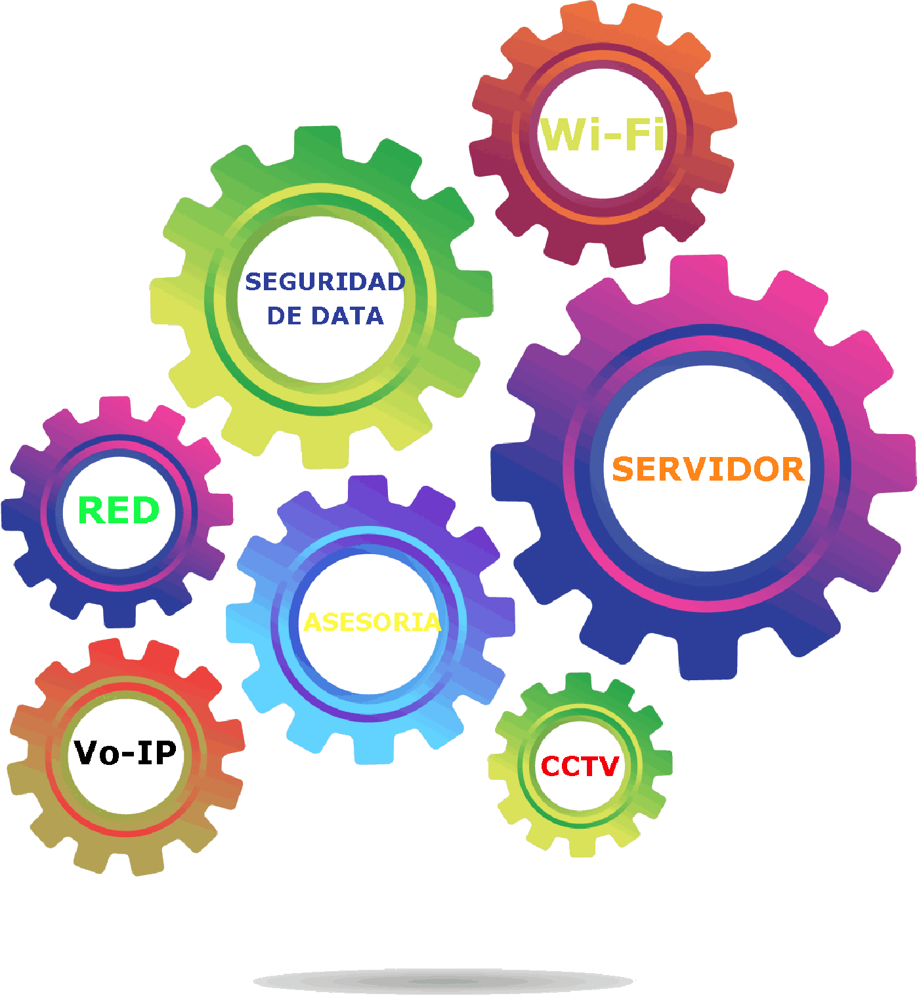 Wi-Fi
SEGURIDAD
DE DATA
SERVIDOR
RED
ASESORIA
Vo-IP
CCTV